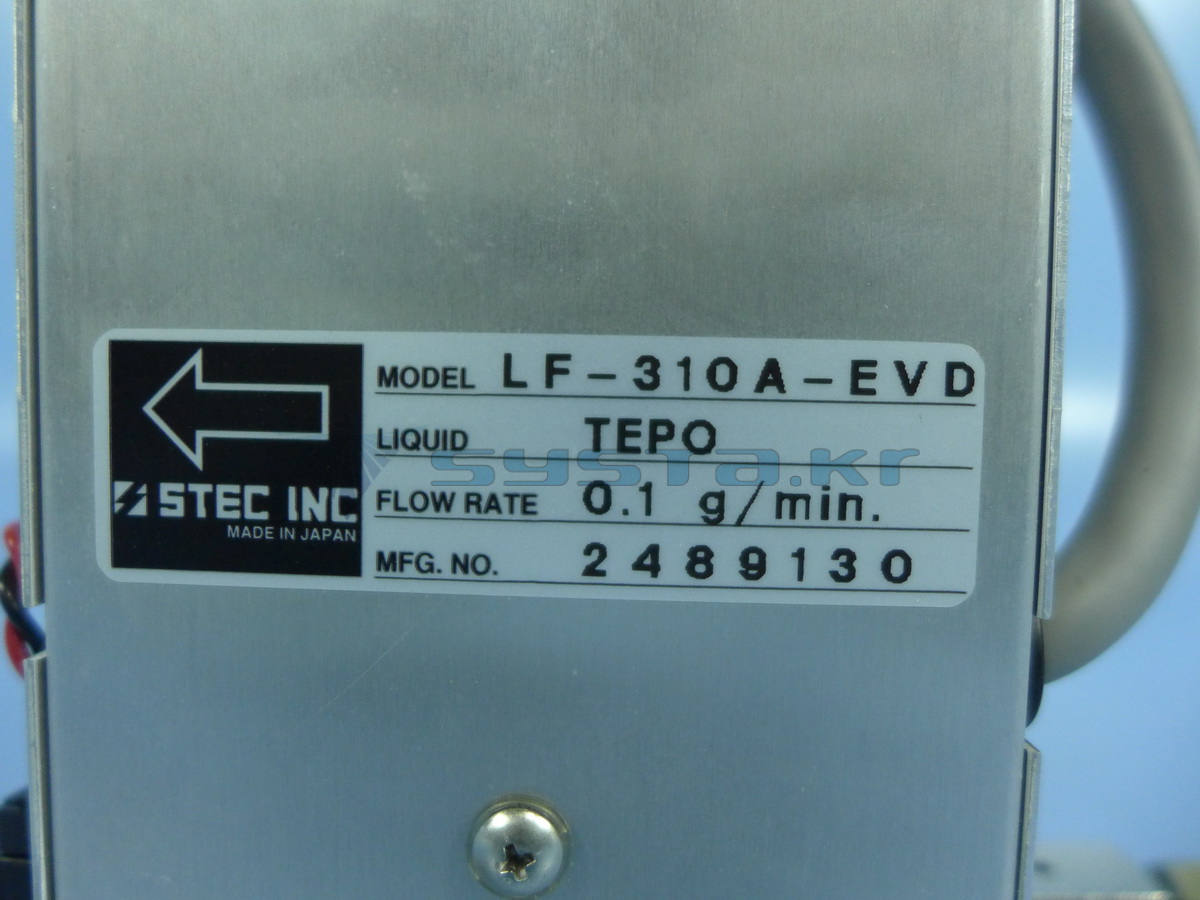 MODEL LF-310A-EVD
LIQUID TEPO
FLOW RATE 0.1 g/min.
MFG. NO. 2489130
STEC INC
MADE IN JAPAN
systa.kr